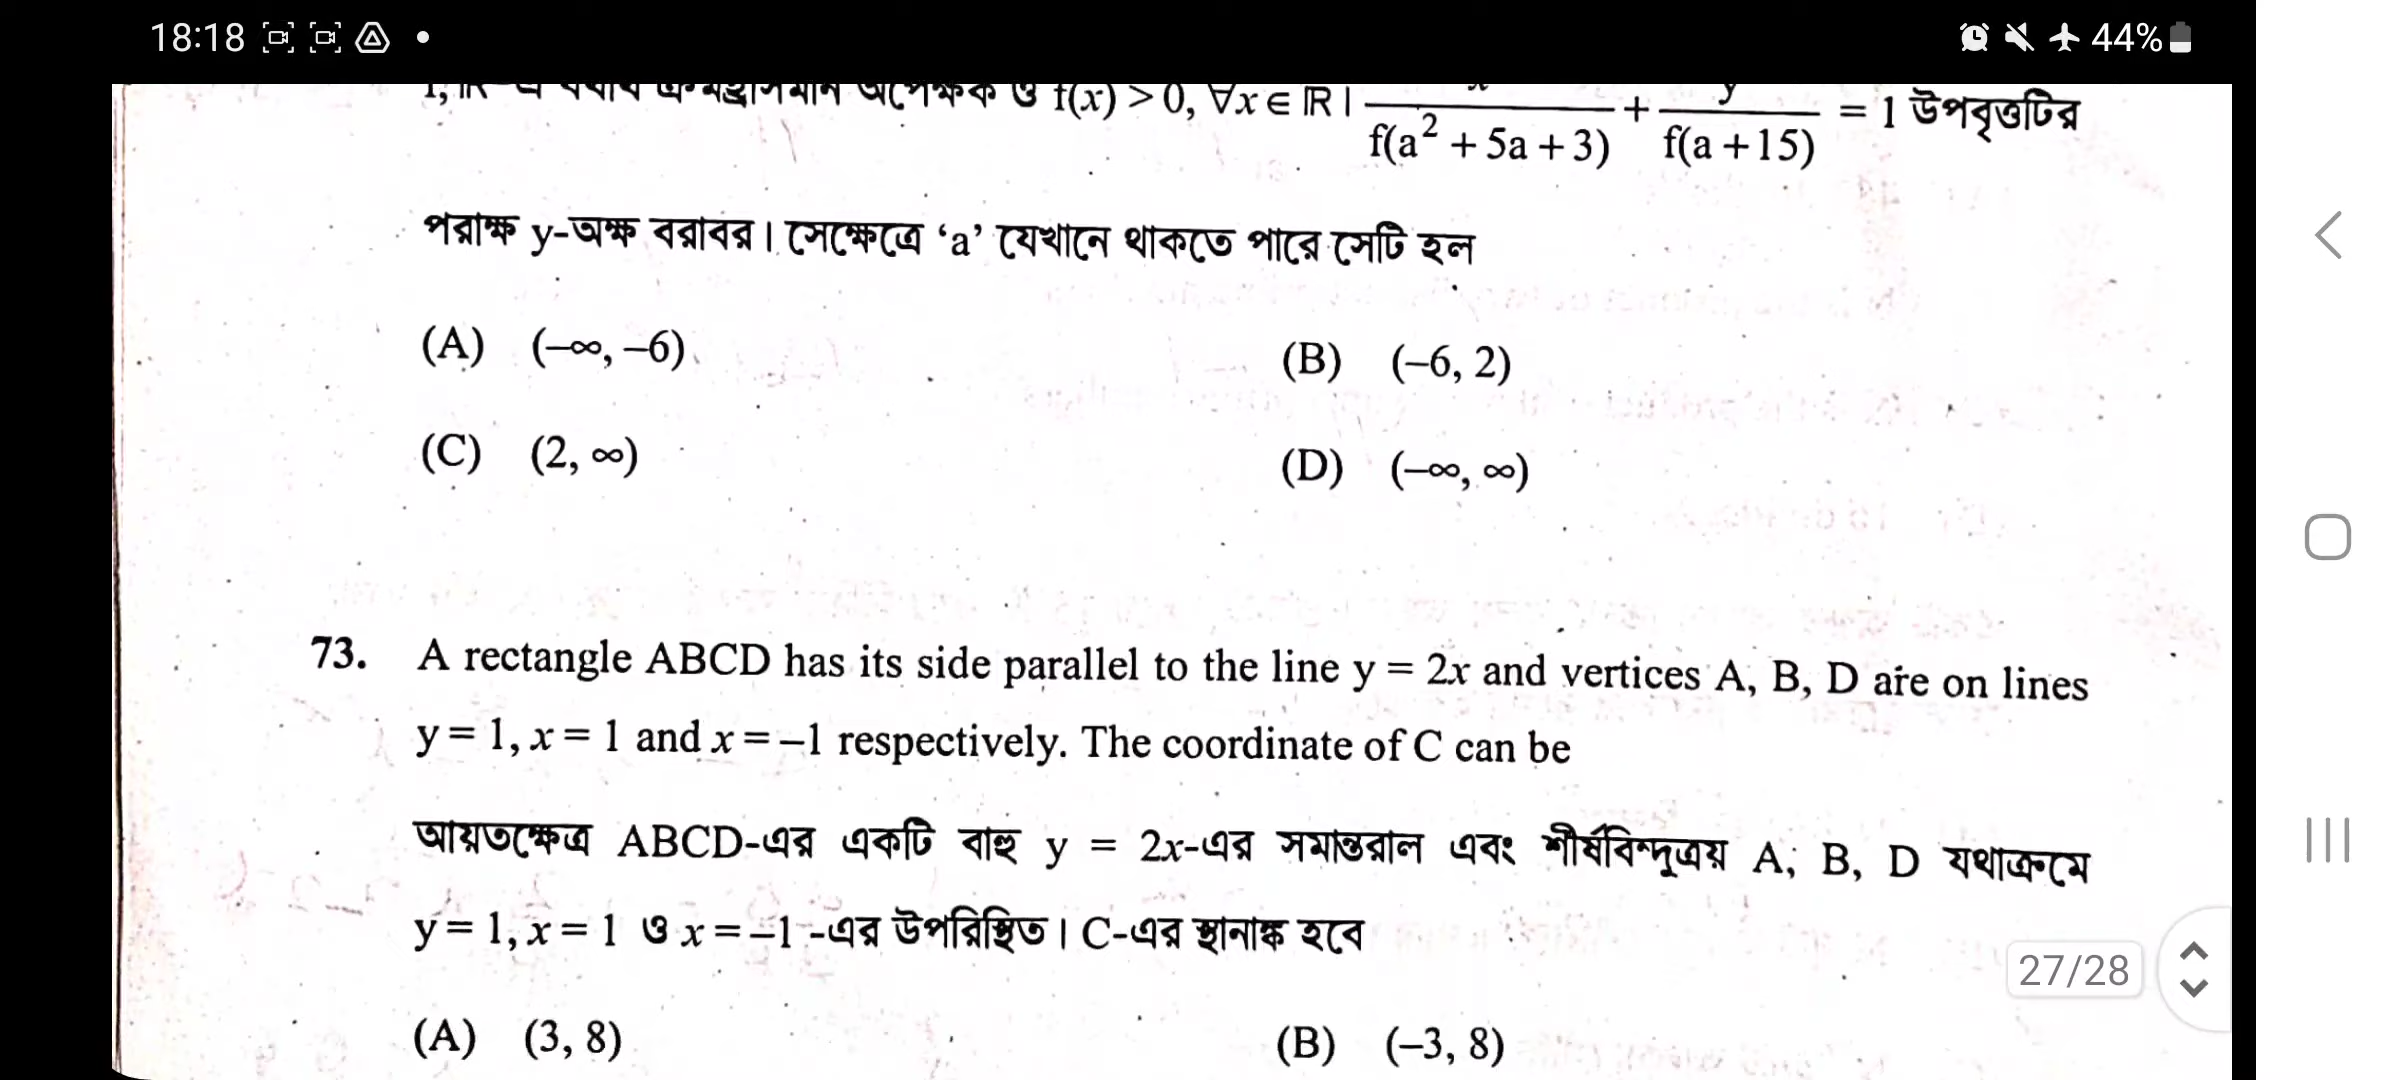 18:18
44%
f(x) > 0, ∀x ∈ ℝ । x/f(a² + 5a + 3) + y/f(a + 15) = 1 উপবৃত্তটির
পরাক্ষ y-অক্ষ বরাবর। সেক্ষেত্রে ‘a’ যেখানে থাকতে পারে সেটি হল
(A) (–∞, –6)
(B) (–6, 2)
(C) (2, ∞)
(D) (–∞, ∞)
73. A rectangle ABCD has its side parallel to the line y = 2x and vertices A, B, D are on lines
y = 1, x = 1 and x = –1 respectively. The coordinate of C can be
আয়তক্ষেত্র ABCD-এর একটি বাহু y = 2x-এর সমান্তরাল এবং শীর্ষবিন্দুত্রয় A, B, D যথাক্রমে
y = 1, x = 1 ও x = –1 -এর উপরিস্থিত। C-এর স্থানাঙ্ক হবে
27/28
(A) (3, 8)
(B) (–3, 8)